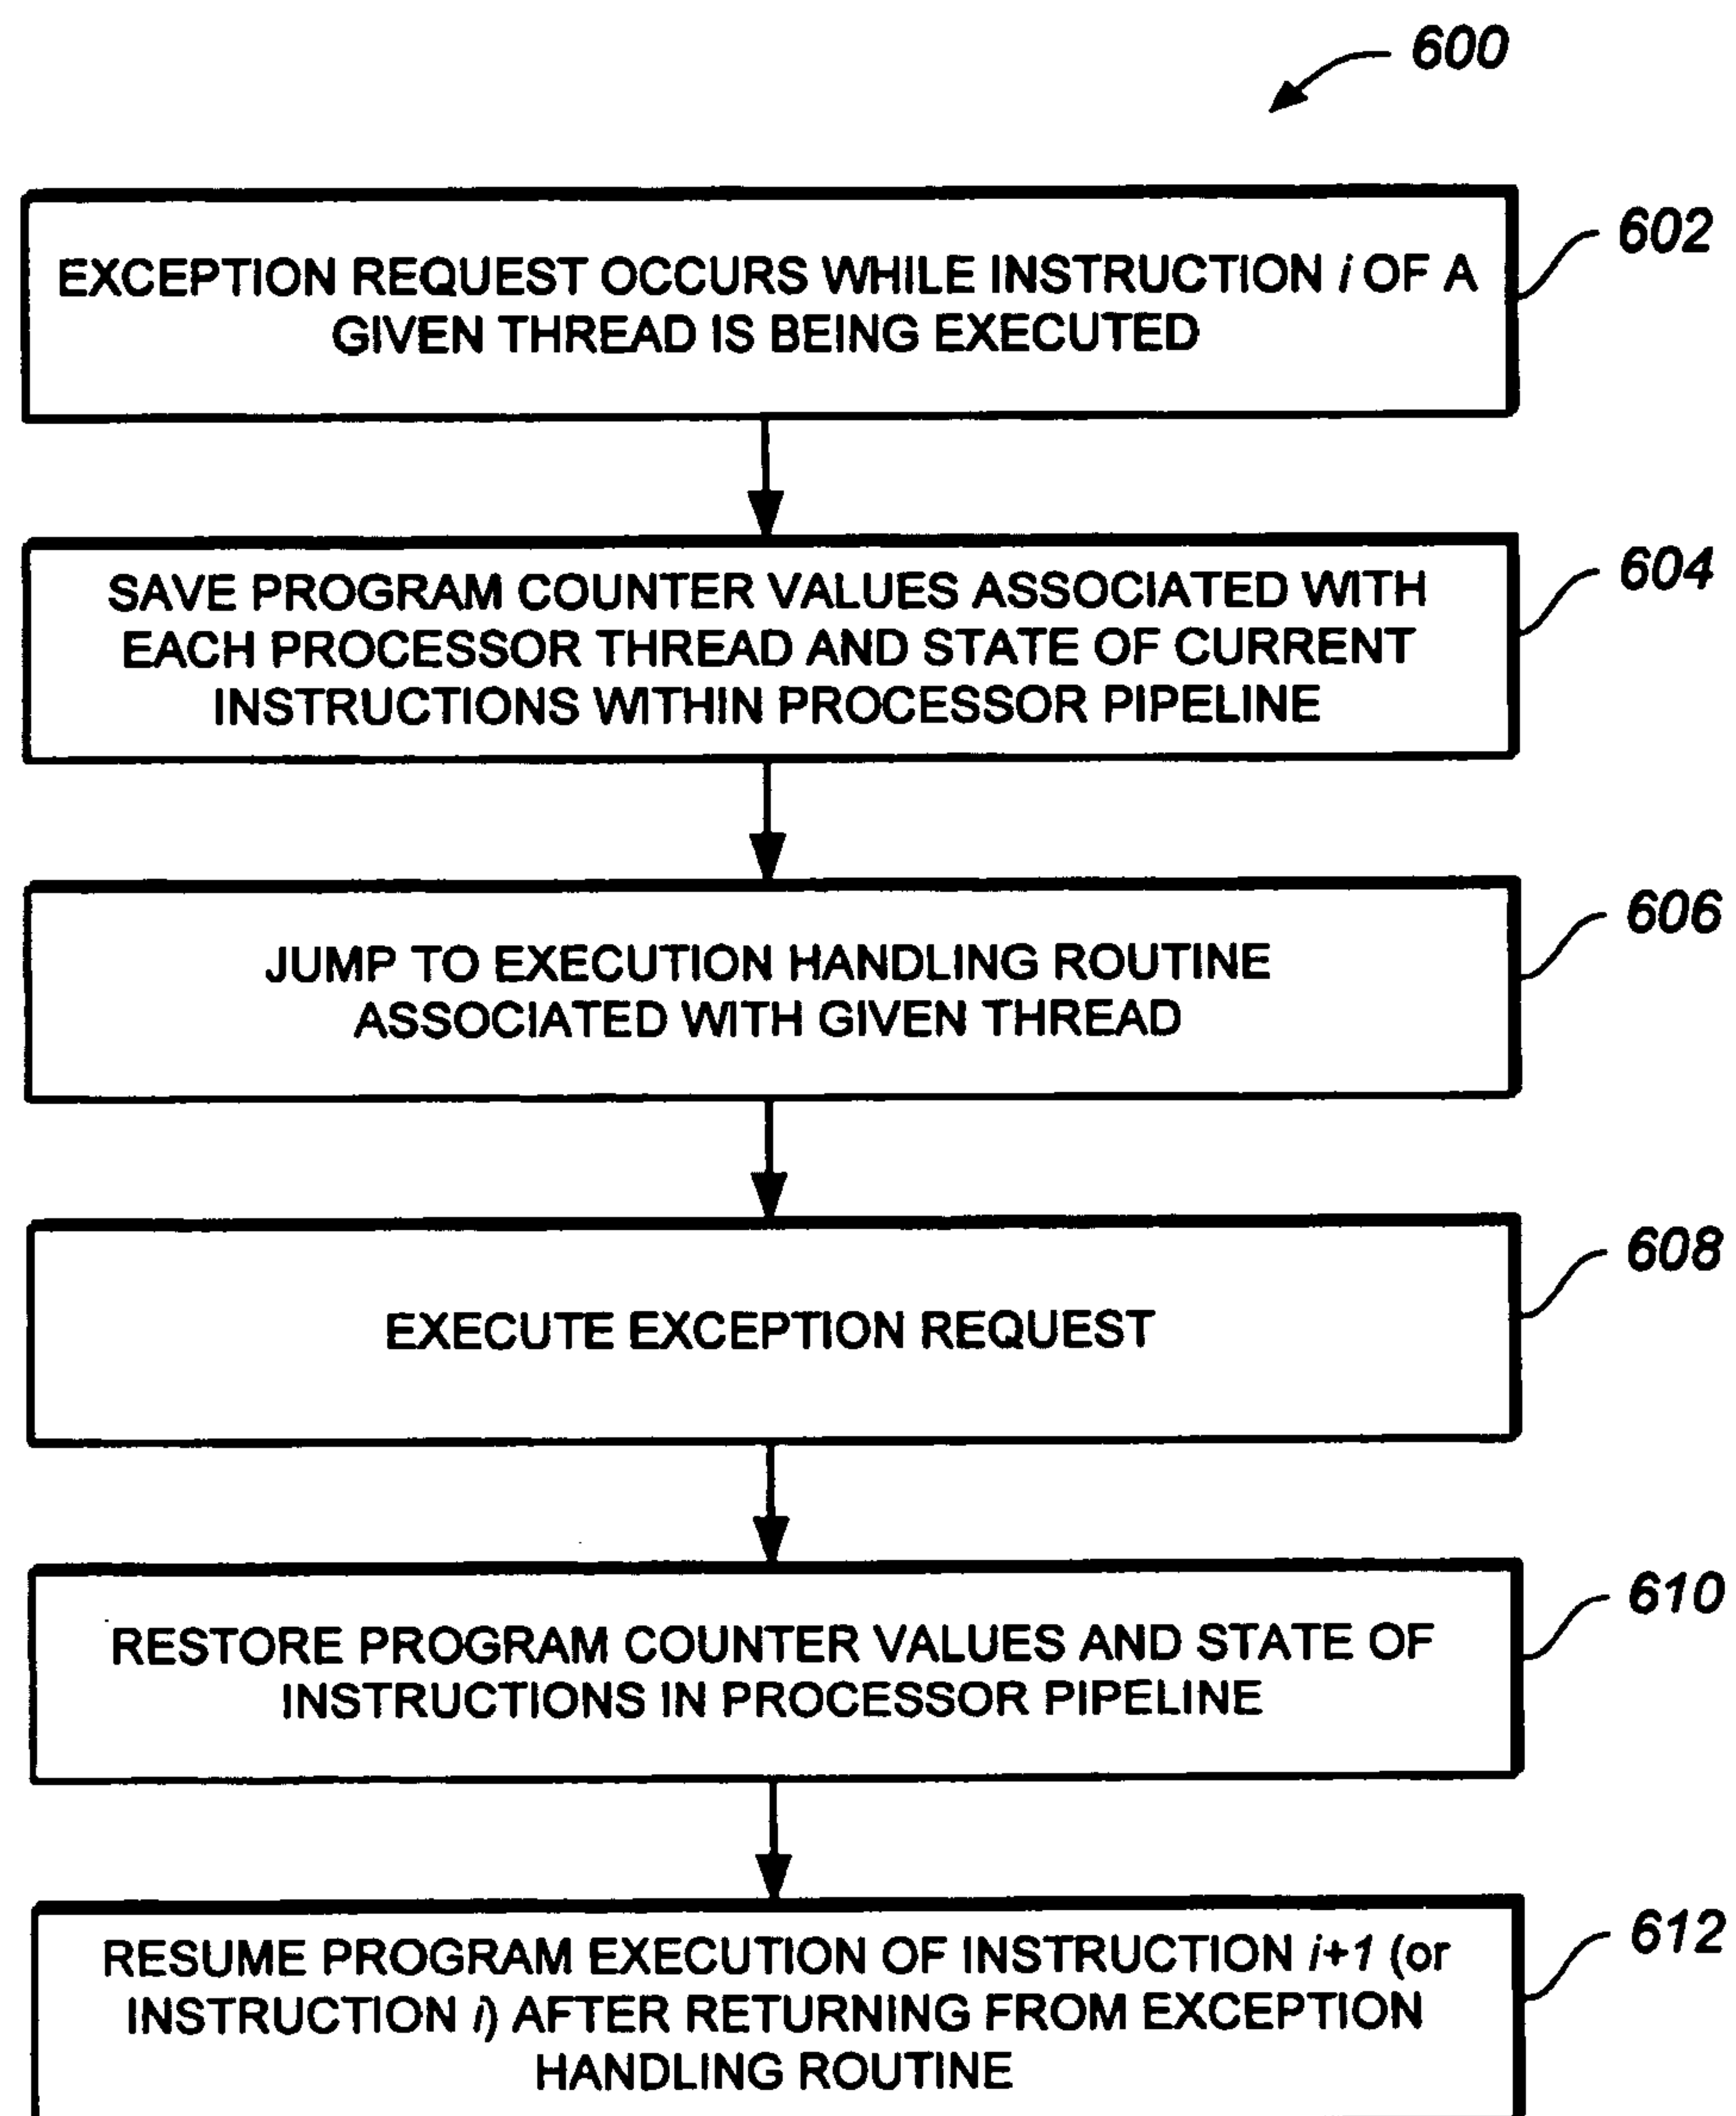 600
EXCEPTION REQUEST OCCURS WHILE INSTRUCTION i OF A
GIVEN THREAD IS BEING EXECUTED
602
SAVE PROGRAM COUNTER VALUES ASSOCIATED WITH
EACH PROCESSOR THREAD AND STATE OF CURRENT
INSTRUCTIONS WITHIN PROCESSOR PIPELINE
604
JUMP TO EXECUTION HANDLING ROUTINE
ASSOCIATED WITH GIVEN THREAD
606
EXECUTE EXCEPTION REQUEST
608
RESTORE PROGRAM COUNTER VALUES AND STATE OF
INSTRUCTIONS IN PROCESSOR PIPELINE
610
RESUME PROGRAM EXECUTION OF INSTRUCTION i+1 (or
INSTRUCTION i) AFTER RETURNING FROM EXCEPTION
HANDLING ROUTINE
612